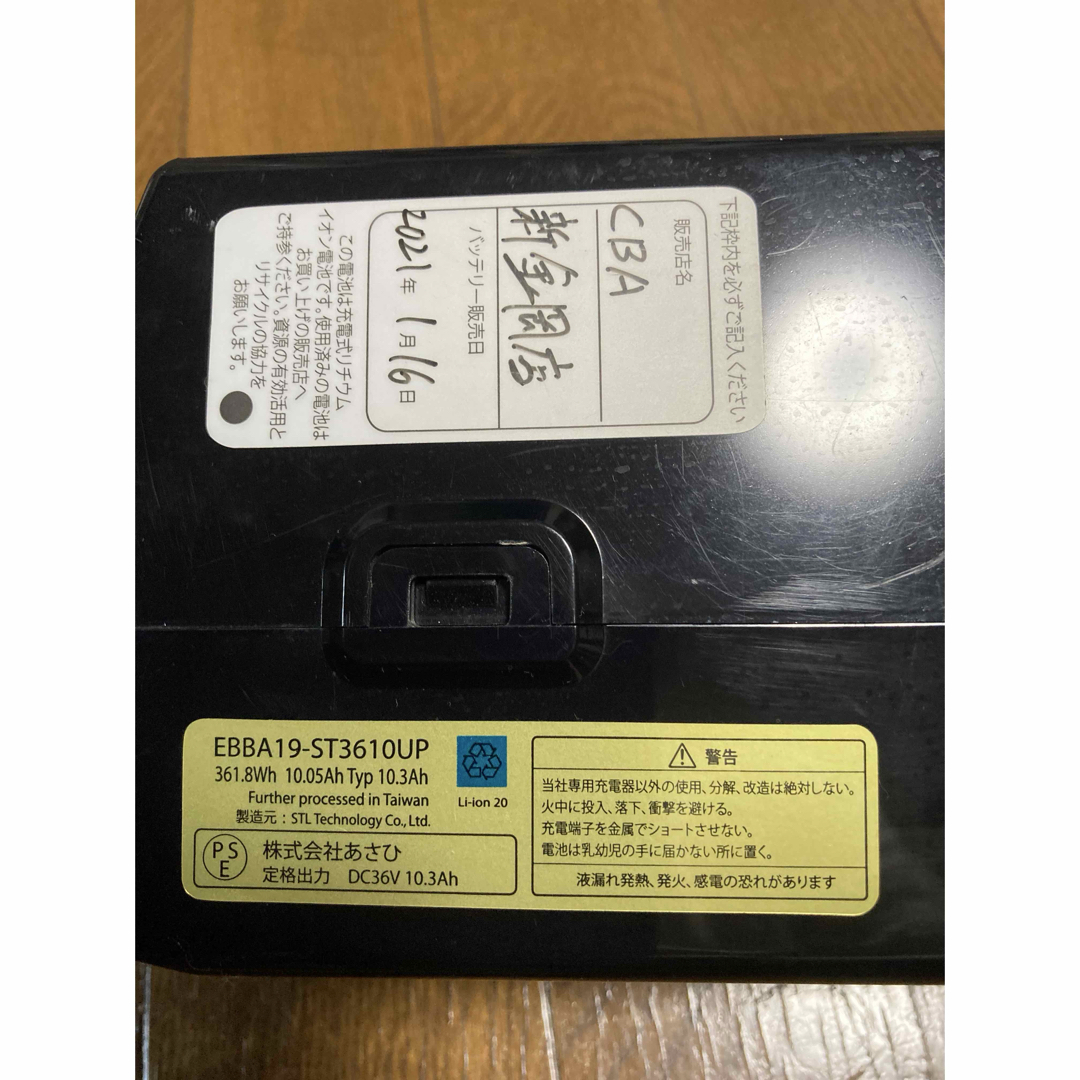 下記枠内を必ずご記入ください
販売店名
CBA
新金岡店
バッテリー販売日
2021年 1月 16日
この電池は充電式リチウム
イオン電池です。使用済みの電池は
お買い上げの販売店へ
ご持参ください。資源の有効活用と
リサイクルの協力を
お願いします。
EBBA19-ST3610UP
361.8Wh 10.05Ah Typ 10.3Ah
Further processed in Taiwan
製造元：STL Technology Co., Ltd.
Li-ion 20
PSE
株式会社あさひ
定格出力 DC36V 10.3Ah
警告
当社専用充電器以外の使用、分解、改造は絶対しない。
火中に投入、落下、衝撃を避ける。
充電端子を金属でショートさせない。
電池は乳幼児の手に届かない所に置く。
液漏れ発熱、発火、感電の恐れがあります